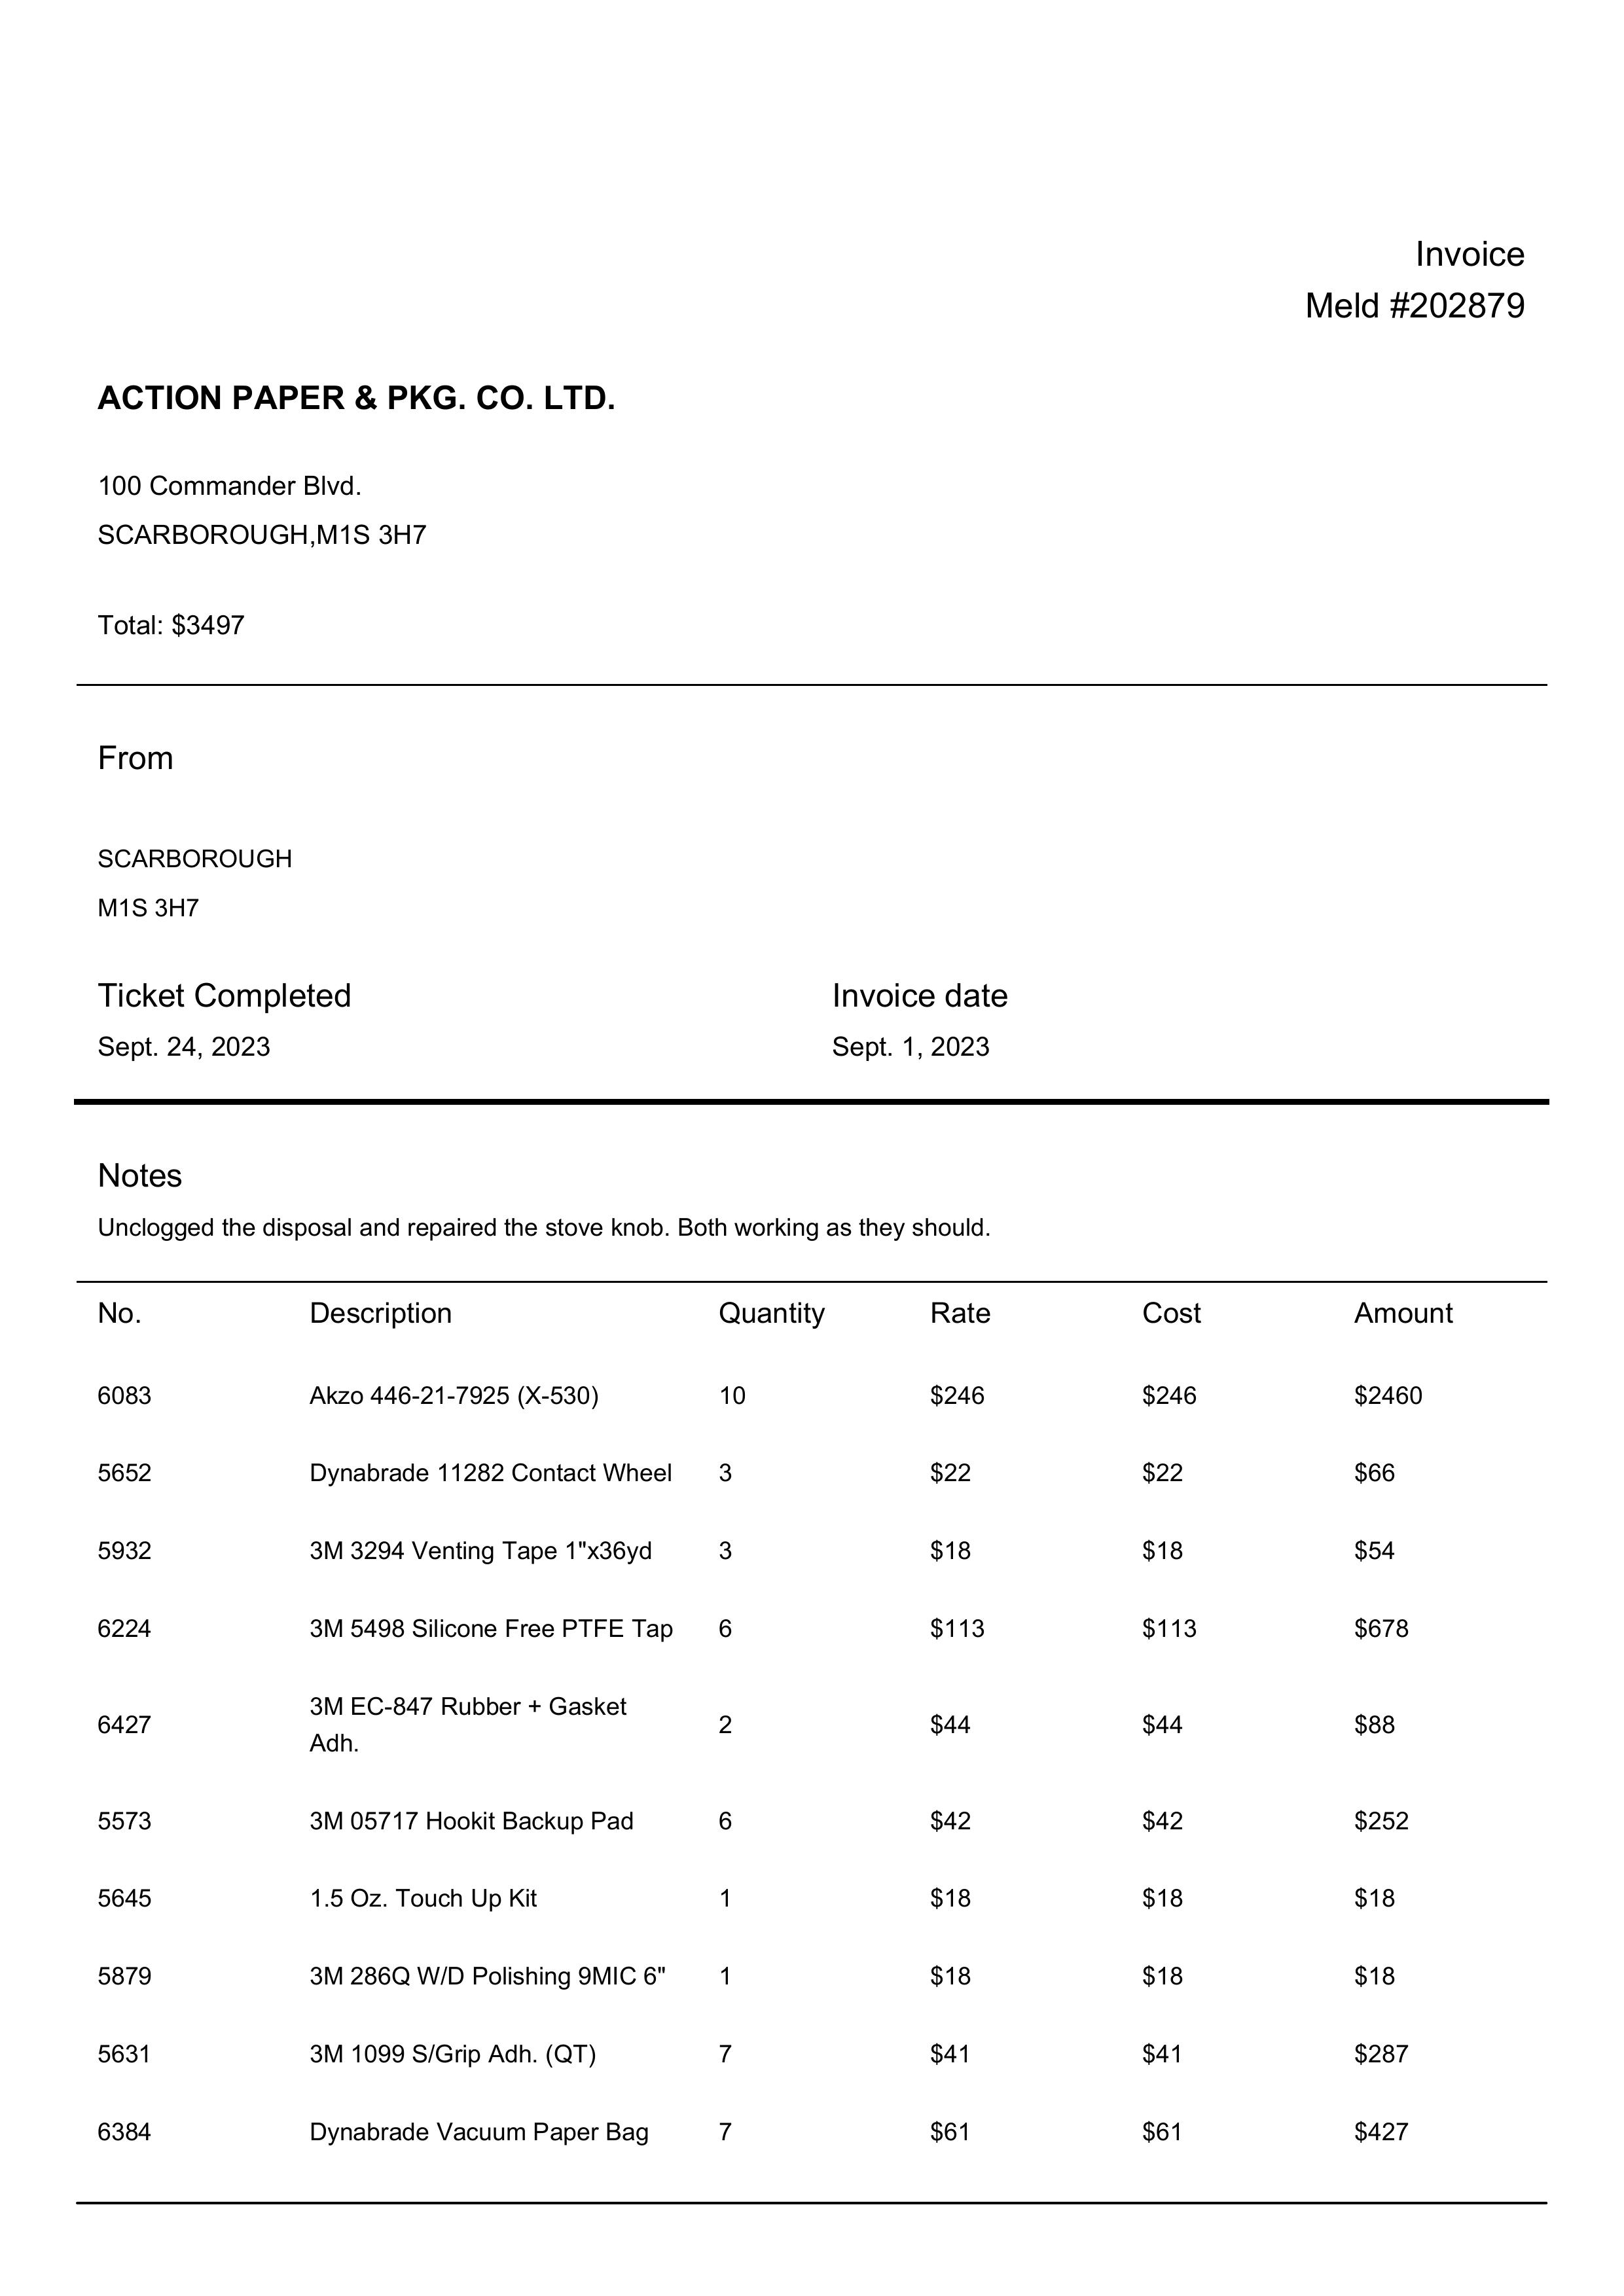 Invoice
Meld #202879
ACTION PAPER & PKG. CO. LTD.
100 Commander Blvd.
SCARBOROUGH,M1S 3H7
Total: $3497
From
SCARBOROUGH
M1S 3H7
Ticket Completed Invoice date
Sept. 24, 2023 Sept. 1, 2023
Notes
Unclogged the disposal and repaired the stove knob. Both working as they should.
No. Description Quantity Rate Cost Amount
6083 Akzo 446-21-7925 (X-530) 10 $246 $246 $2460
5652 Dynabrade 11282 Contact Wheel 3 $22 $22 $66
5932 3M 3294 Venting Tape 1"x36yd 3 $18 $18 $54
6224 3M 5498 Silicone Free PTFE Tap 6 $113 $113 $678
6427 3M EC-847 Rubber + Gasket 2 $44 $44 $88
Adh.
5573 3M 05717 Hookit Backup Pad 6 $42 $42 $252
5645 1.5 Oz. Touch Up Kit 1 $18 $18 $18
5879 3M 286Q W/D Polishing 9MIC 6" 1 $18 $18 $18
5631 3M 1099 S/Grip Adh. (QT) 7 $41 $41 $287
6384 Dynabrade Vacuum Paper Bag 7 $61 $61 $427